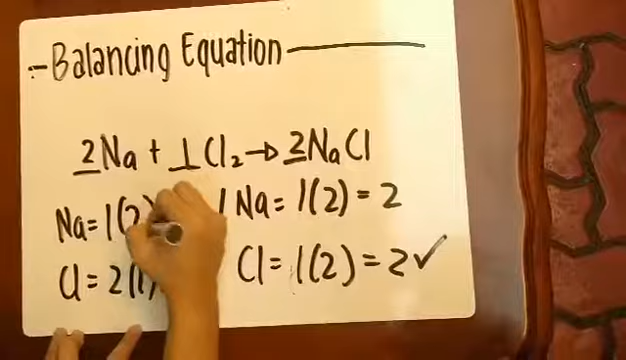 :- Balancing Equation
2Na + 1Cl₂ → 2NaCl
Na = 1(2) Na = 1(2) = 2
Cl = 2(1) Cl = 1(2) = 2 ✓